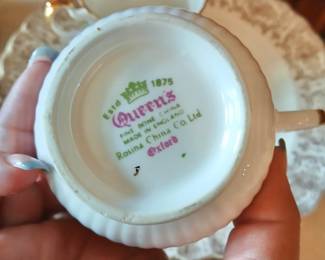 Estd 1875
Queen's
FINE BONE CHINA
MADE IN ENGLAND
Rosina China Co. Ltd
Oxford